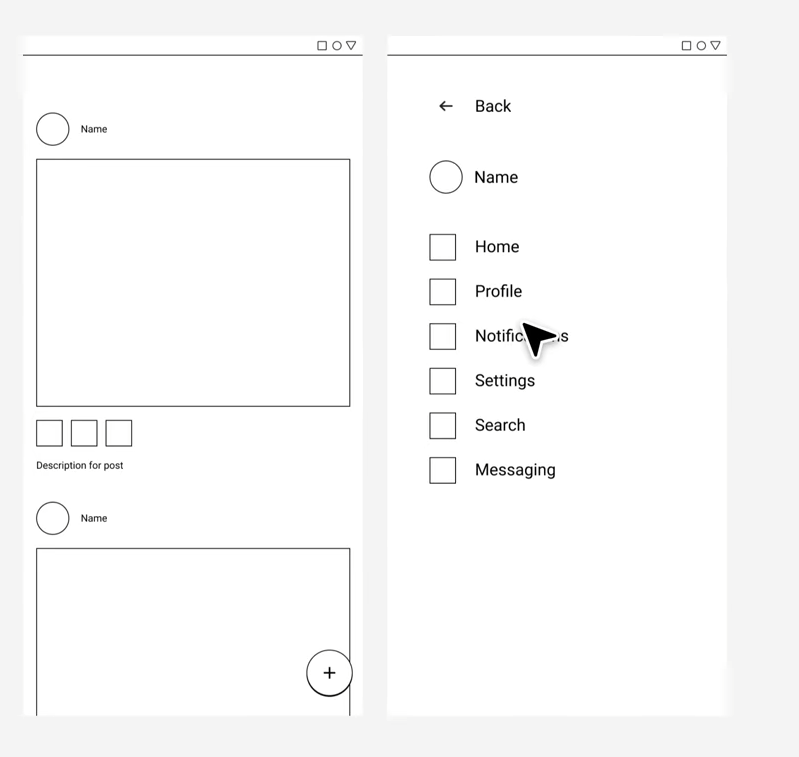 Name
Description for post
Name
+
← Back
Name
Home
Profile
Settings
Search
Messaging